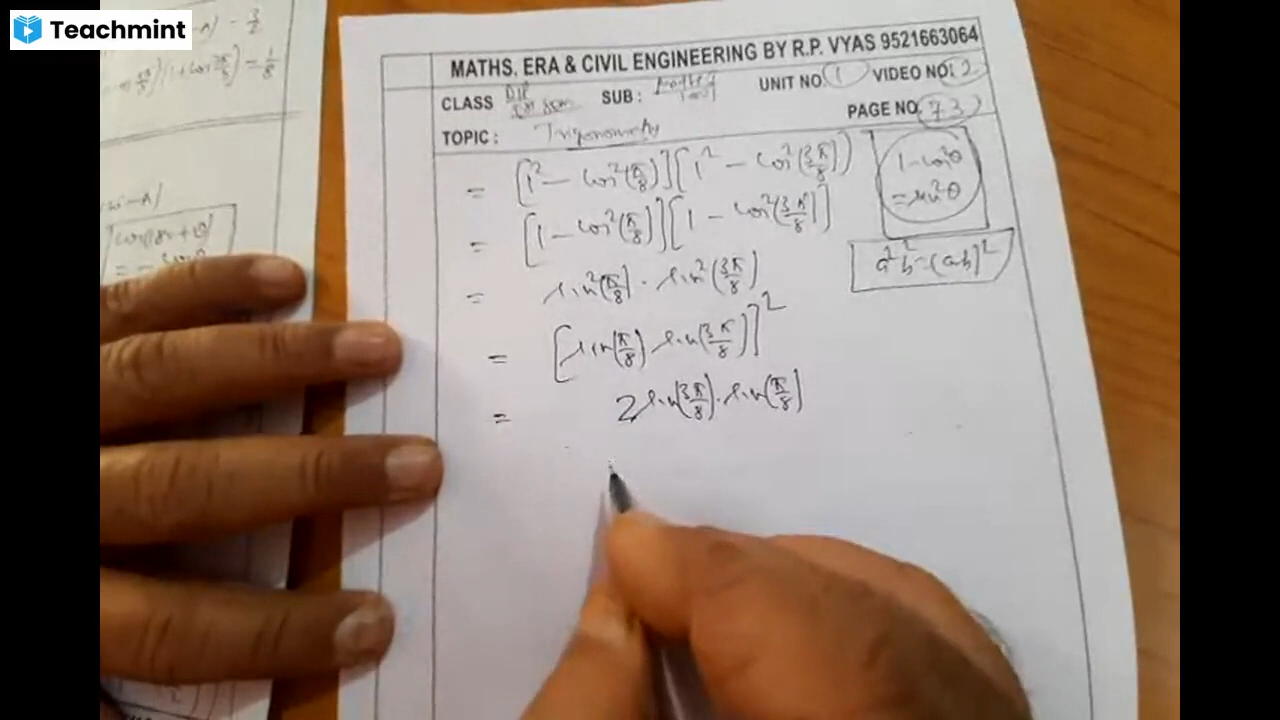 Teachmint
MATHS. ERA & CIVIL ENGINEERING BY R.P. VYAS 9521663064
CLASS SUB : UNIT NO. 1 VIDEO NO. 12
PAGE NO. 73
TOPIC : Trigonometry
= [1² - cos²(π/8)][1² - cos²(3π/8)]
1 - cos²θ
= sin²θ
= [1 - cos²(π/8)][1 - cos²(3π/8)]
a²b² = (ab)²
= sin²(π/8) · sin²(3π/8)
= [sin(π/8) sin(3π/8)]²
= 2 sin(3π/8) · sin(π/8)